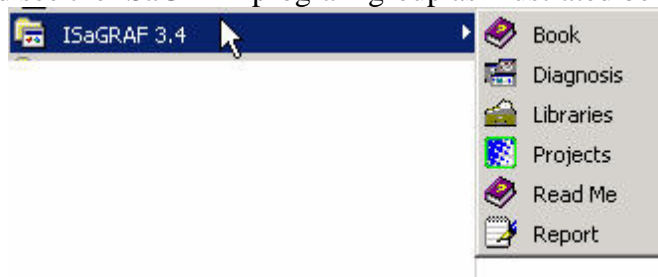 ISaGRAF 3.4
Book
Diagnosis
Libraries
Projects
Read Me
Report